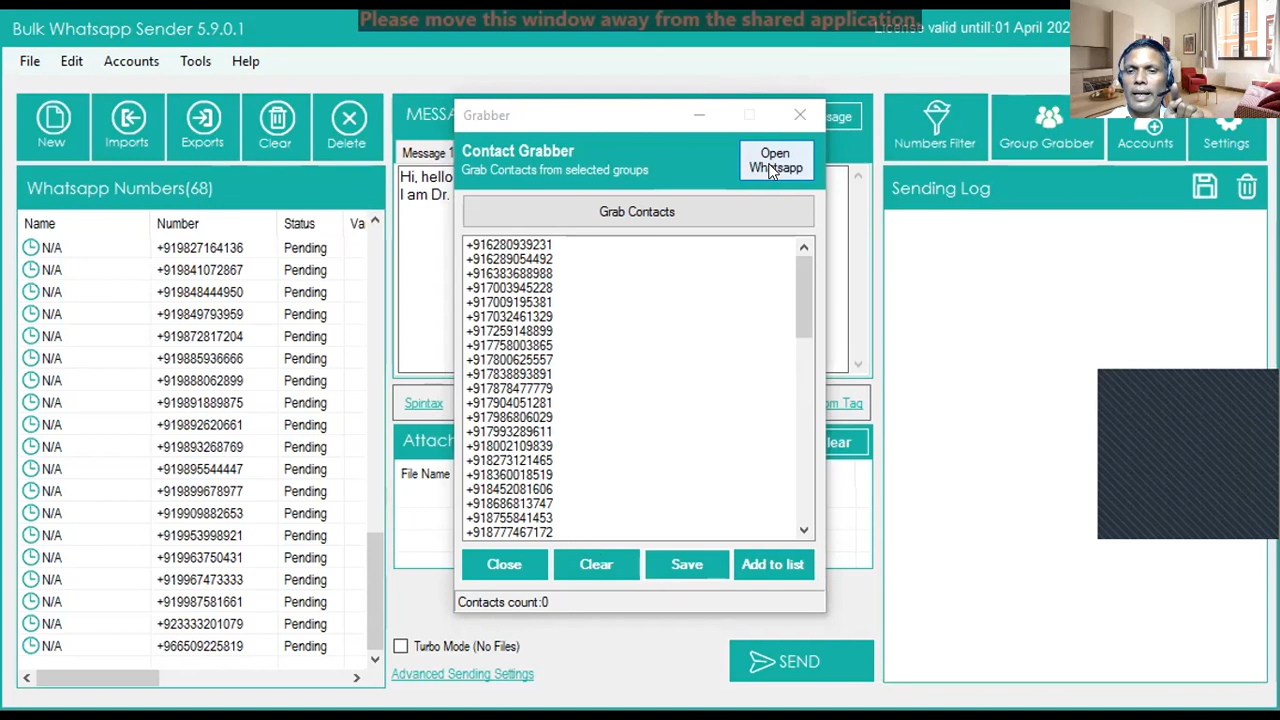 Please move this window away from the shared application.
Bulk Whatsapp Sender 5.9.0.1
License valid untill:01 April 202
File Edit Accounts Tools Help
New
Imports
Exports
Clear
Delete
Whatsapp Numbers(68)
Name Number Status Va
N/A +919827164136 Pending
N/A +919841072867 Pending
N/A +919848444950 Pending
N/A +919849793959 Pending
N/A +919872817204 Pending
N/A +919885936666 Pending
N/A +919888062899 Pending
N/A +919891889875 Pending
N/A +919892620661 Pending
N/A +919893268769 Pending
N/A +919895544447 Pending
N/A +919899678977 Pending
N/A +919909882653 Pending
N/A +919953998921 Pending
N/A +919963750431 Pending
N/A +919967473333 Pending
N/A +919987581661 Pending
N/A +923333201079 Pending
N/A +966509225819 Pending
MESSA
sage
Message 1
Hi, hello
I am Dr.
Spintax
om Tag
Attach
lear
File Name
Turbo Mode (No Files)
Advanced Sending Settings
SEND
Grabber
Contact Grabber
Grab Contacts from selected groups
Open
Whatsapp
Grab Contacts
+916280939231
+916289054492
+916383688988
+917003945228
+917009195381
+917032461329
+917259148899
+917758003865
+917800625557
+917838893891
+917878477779
+917904051281
+917986806029
+917993289611
+918002109839
+918273121465
+918360018519
+918452081606
+918686813747
+918755841453
+918777467172
Close
Clear
Save
Add to list
Contacts count:0
Numbers Filter
Group Grabber
Accounts
Settings
Sending Log